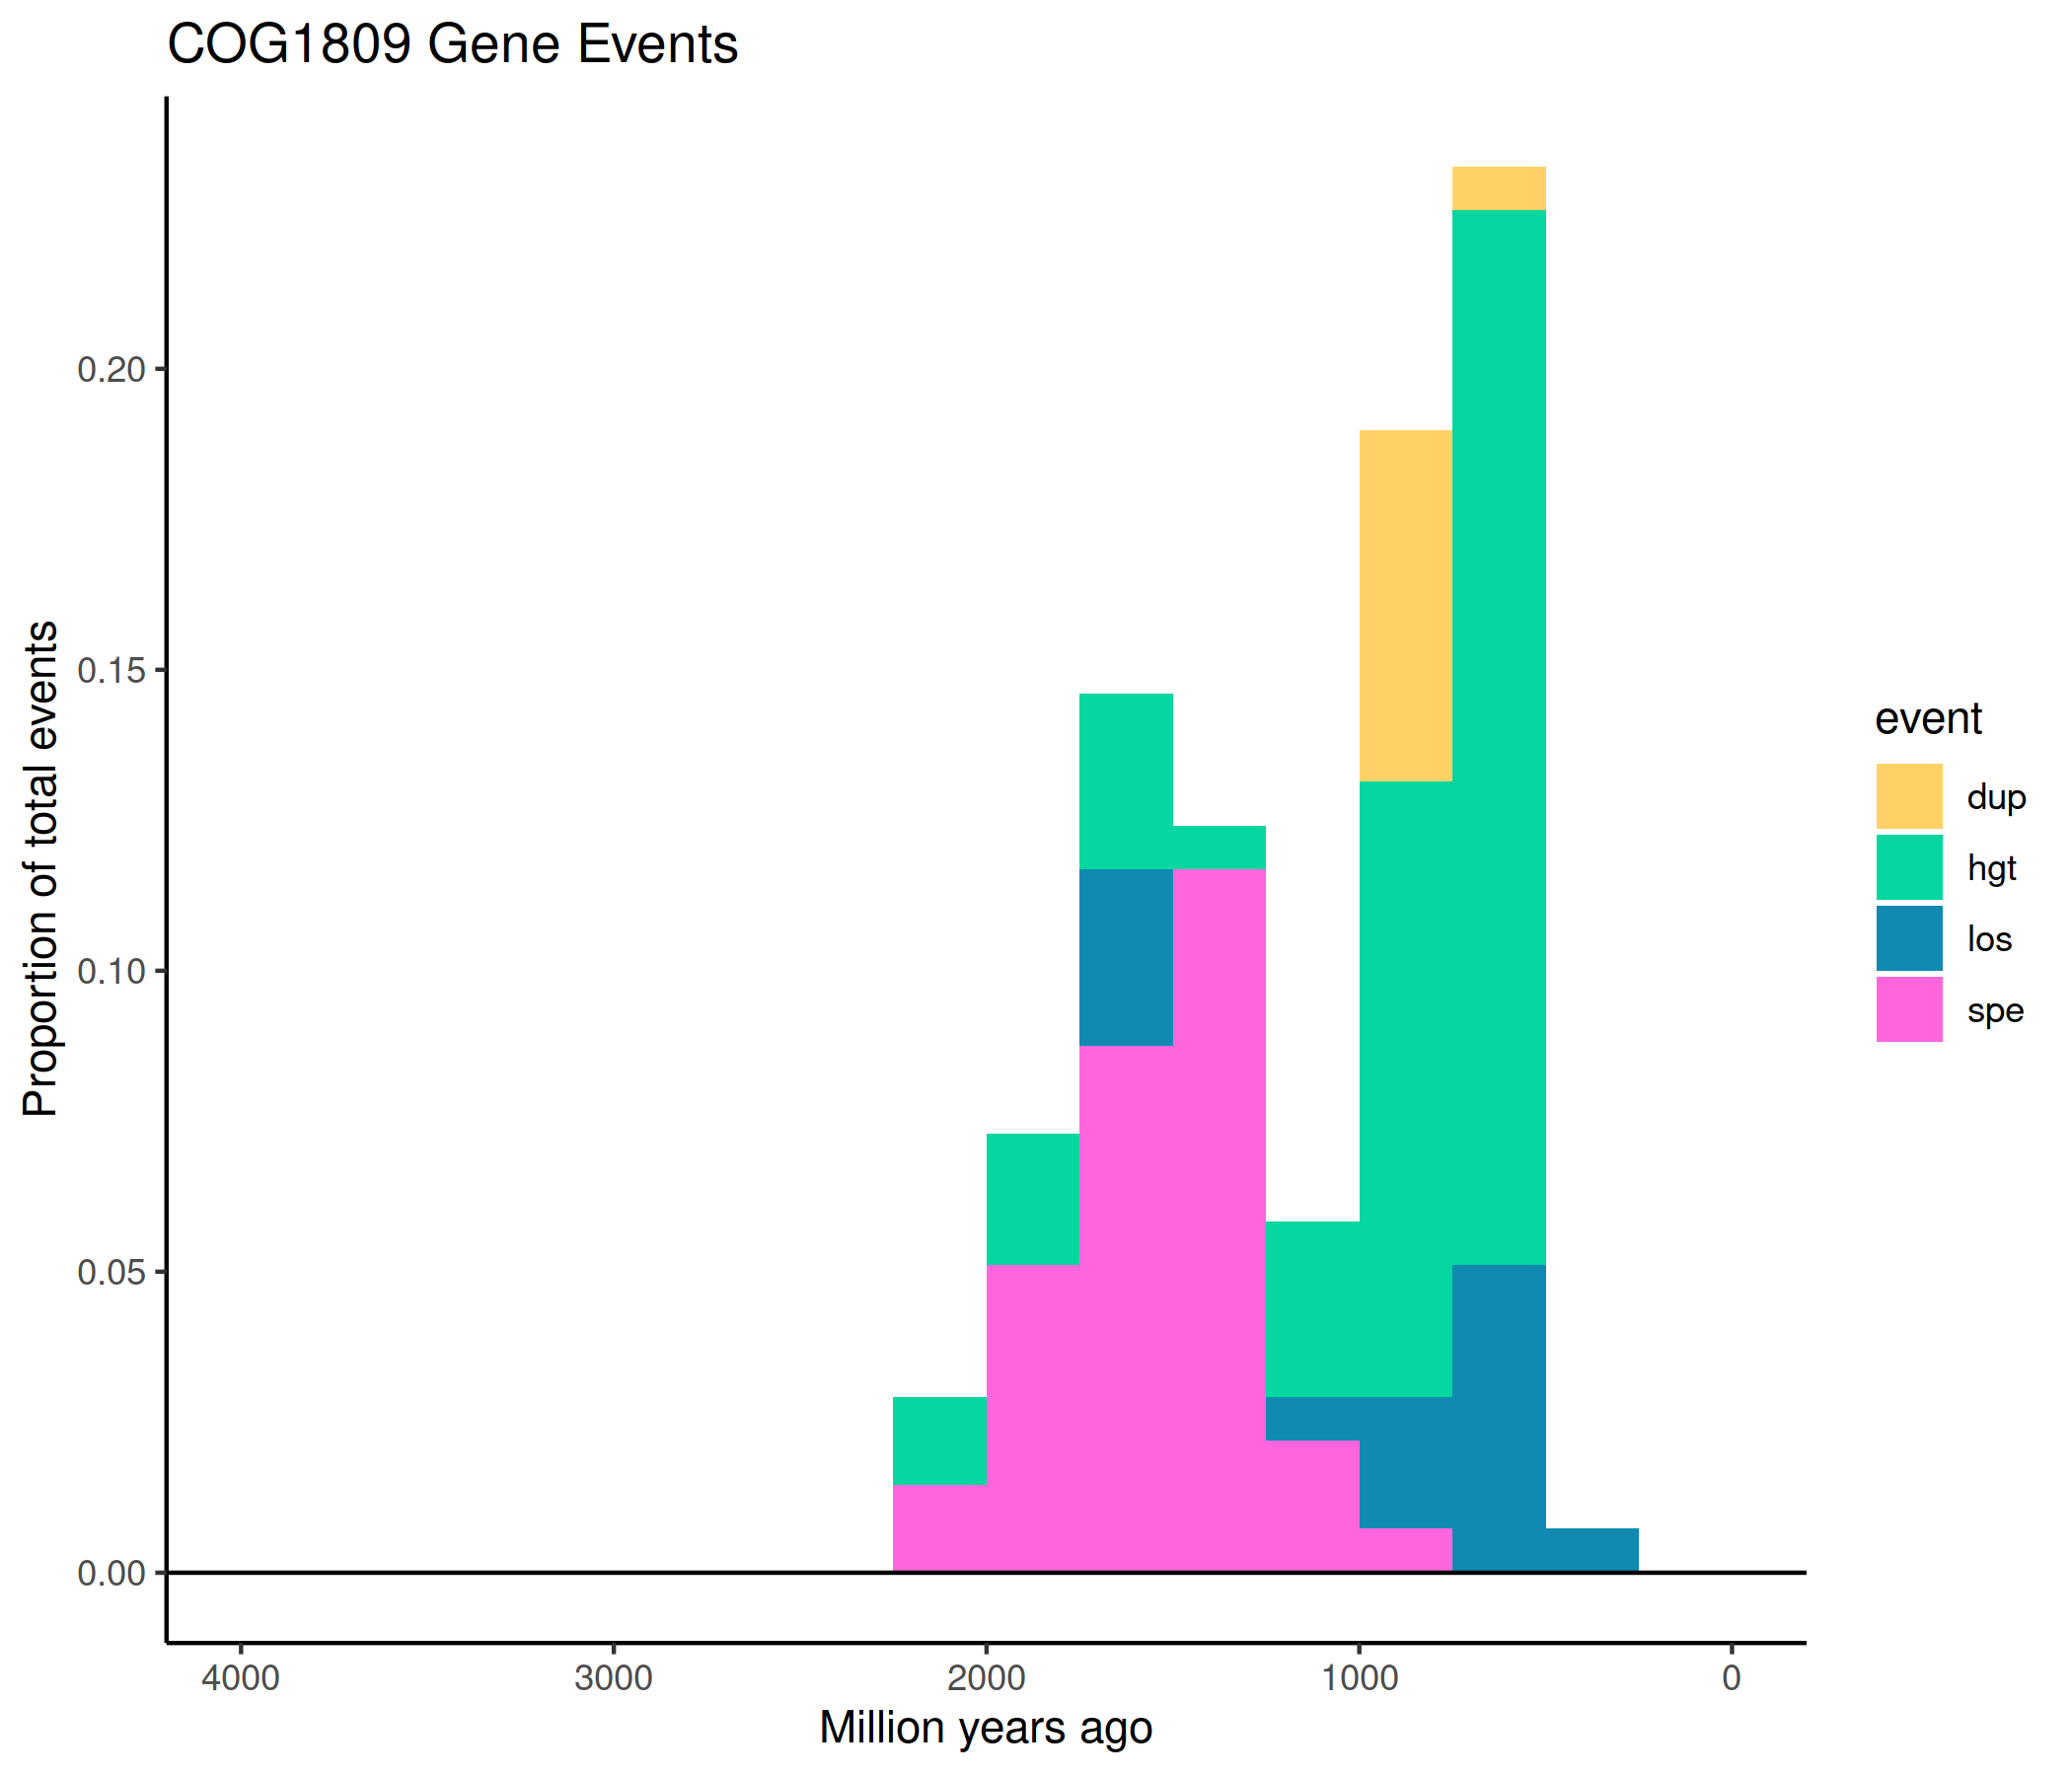 COG1809 Gene Events
Proportion of total events
0.20
0.15
0.10
0.05
0.00
4000 3000 2000 1000 0
Million years ago
event
dup
hgt
los
spe